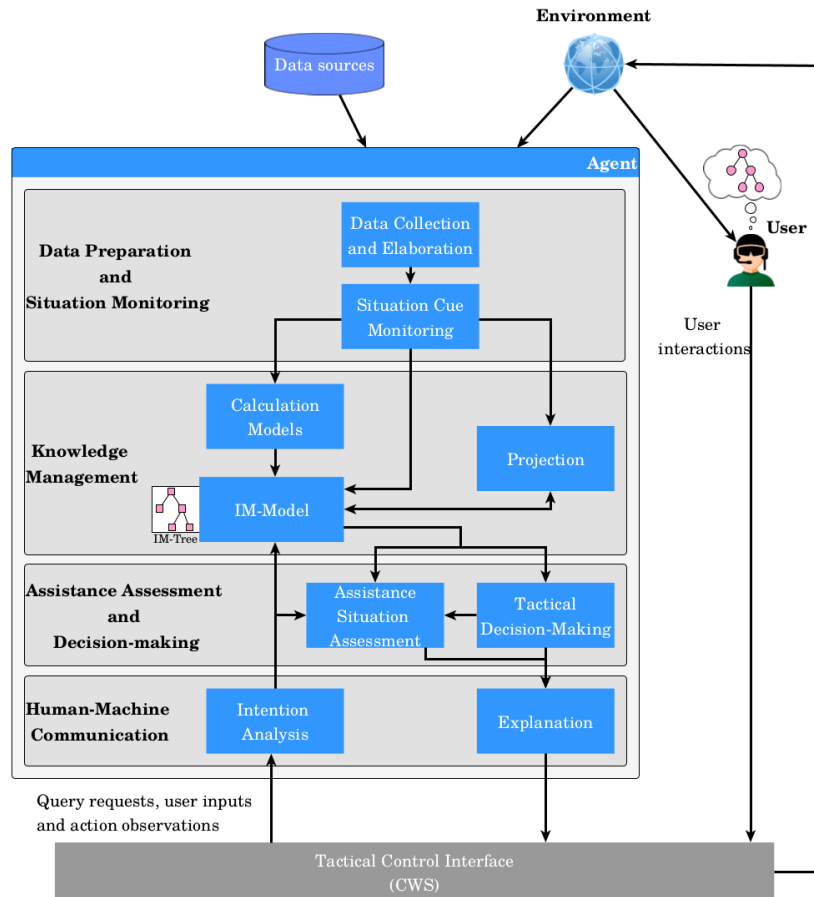 Environment
Data sources
Agent
User
Data Preparation
and
Situation Monitoring
Data Collection
and Elaboration
Situation Cue
Monitoring
User
interactions
Knowledge
Management
Calculation
Models
Projection
IM-Model
IM-Tree
Assistance Assessment
and
Decision-making
Assistance
Situation
Assessment
Tactical
Decision-Making
Human-Machine
Communication
Intention
Analysis
Explanation
Query requests, user inputs
and action observations
Tactical Control Interface
(CWS)